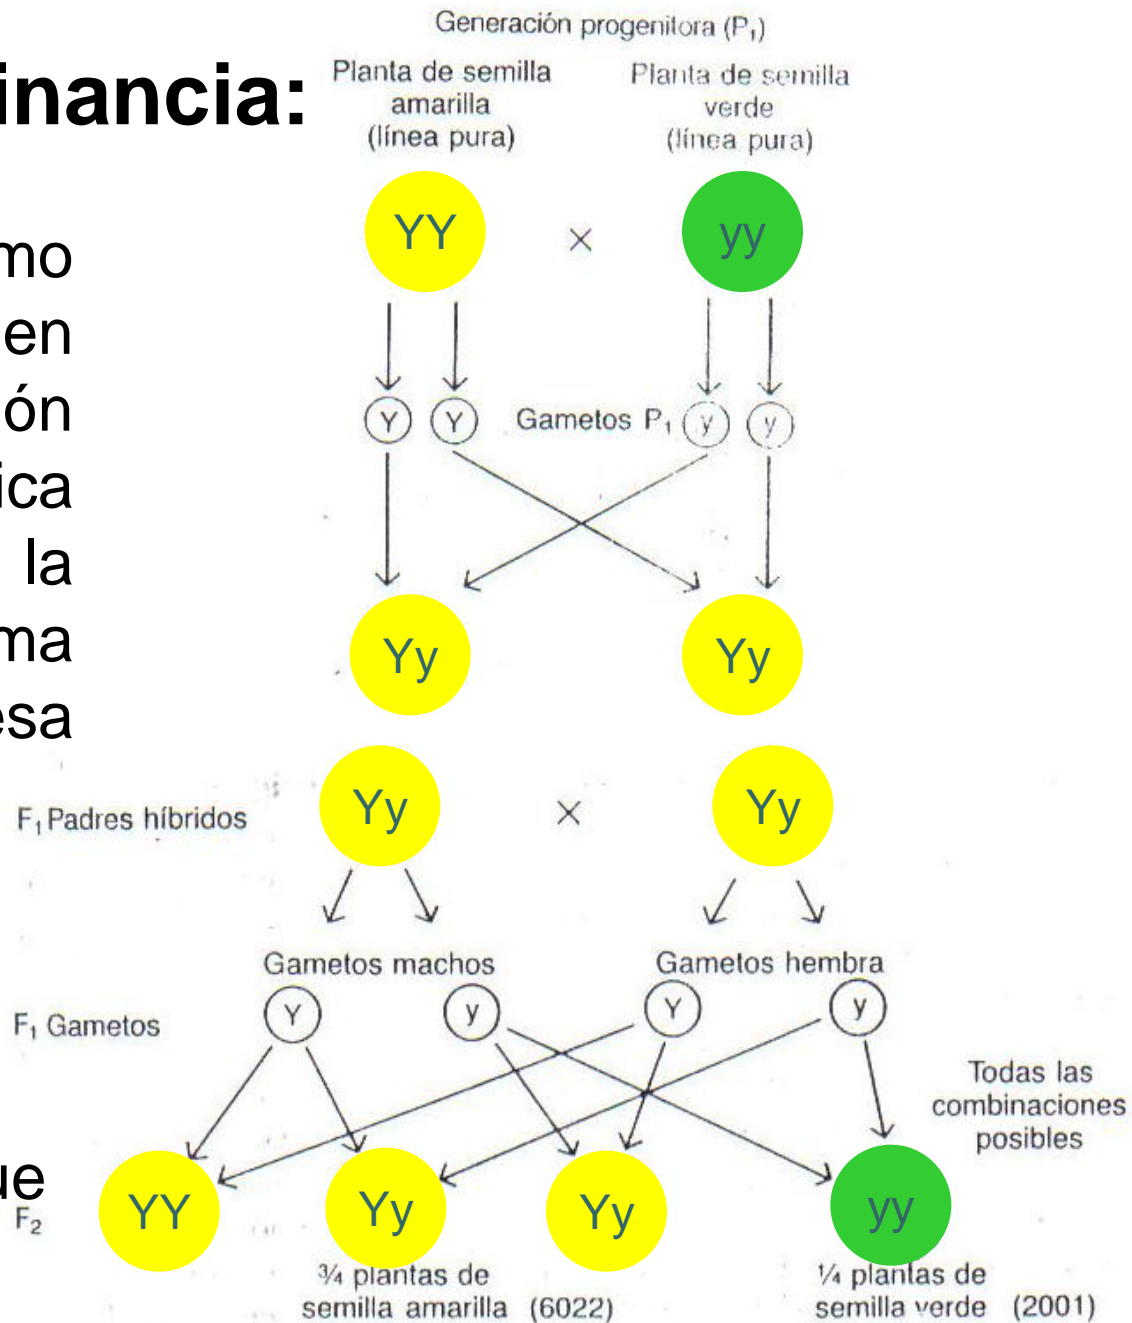 Generación progenitora (P₁)
inancia:
Planta de semilla
amarilla
(línea pura)
Planta de semilla
verde
(línea pura)
YY × yy
mo
en
ón
ica
la
ma
esa
Y Y Gametos P₁ y y
Yy Yy
F₁ Padres híbridos Yy × Yy
Gametos machos Gametos hembra
F₁ Gametos Y y Y y
Todas las
combinaciones
posibles
ue
F₂ YY Yy Yy yy
¾ plantas de
semilla amarilla (6022)
¼ plantas de
semilla verde (2001)